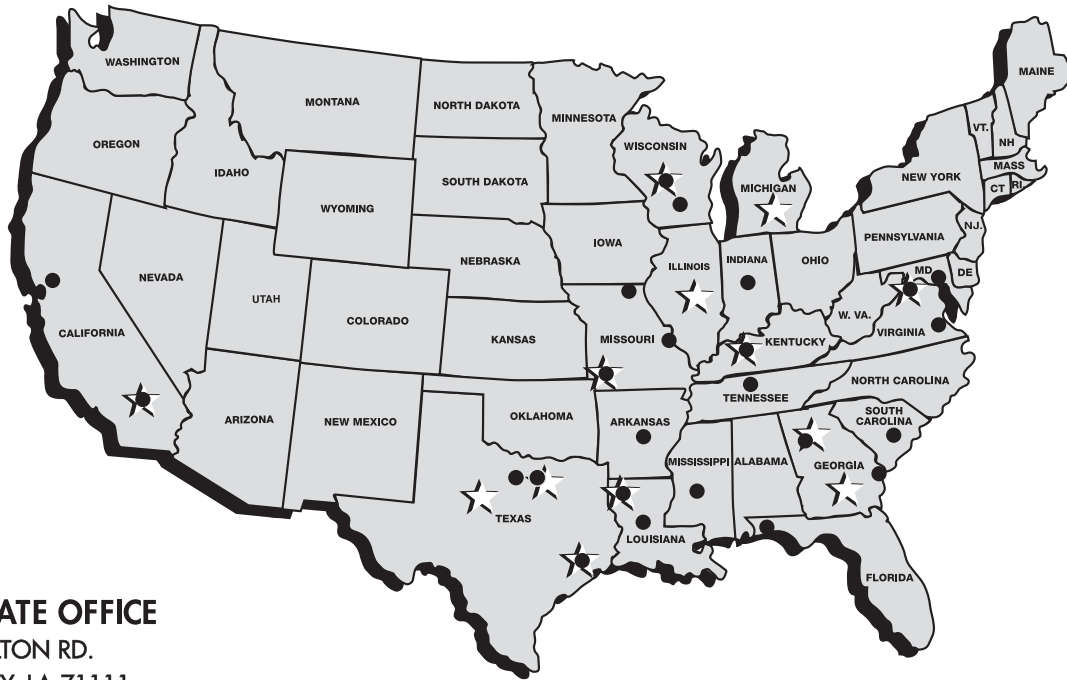 WASHINGTON
OREGON
IDAHO
MONTANA
NORTH DAKOTA
SOUTH DAKOTA
WYOMING
NEBRASKA
MINNESOTA
WISCONSIN
MICHIGAN
IOWA
ILLINOIS
INDIANA
OHIO
NEW YORK
PENNSYLVANIA
VT.
NH
MAINE
MASS
CT
RI
NJ.
DE
MD
NEVADA
UTAH
COLORADO
KANSAS
MISSOURI
KENTUCKY
W. VA.
VIRGINIA
CALIFORNIA
ARIZONA
NEW MEXICO
OKLAHOMA
ARKANSAS
TENNESSEE
NORTH CAROLINA
SOUTH
CAROLINA
MISSISSIPPI
ALABAMA
GEORGIA
TEXAS
LOUISIANA
FLORIDA
ATE OFFICE
TON RD.
LA 71111